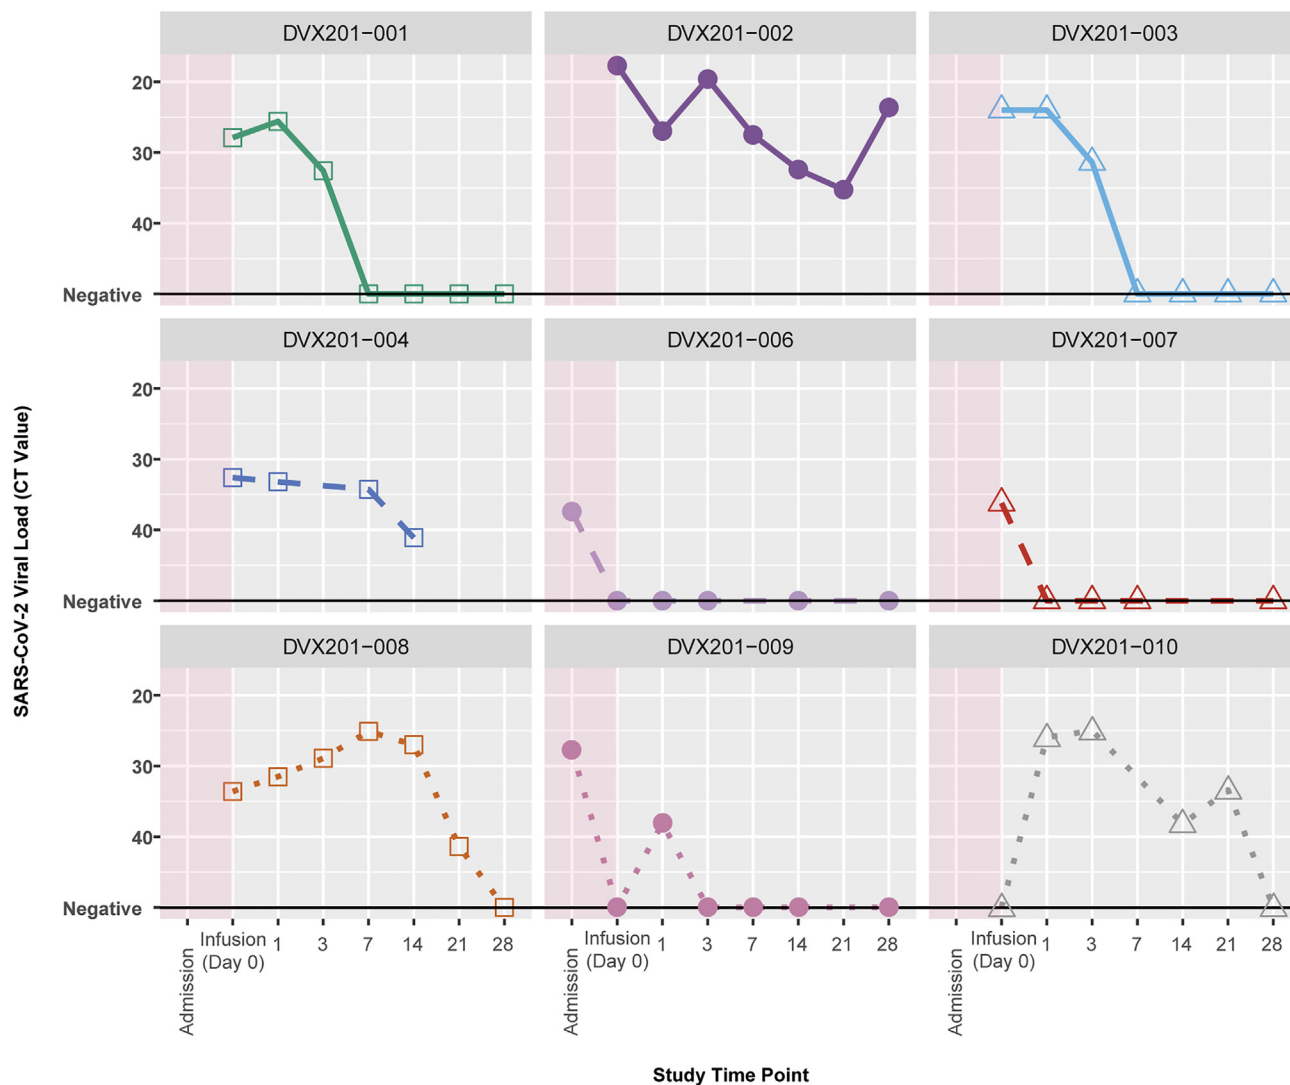 DVX201−001 DVX201−002 DVX201−003
20
30
40
Negative
DVX201−004 DVX201−006 DVX201−007
20
30
40
Negative
DVX201−008 DVX201−009 DVX201−010
20
30
40
Negative
SARS-CoV-2 Viral Load (CT Value)
Admission Infusion (Day 0) 1 3 7 14 21 28
Admission Infusion (Day 0) 1 3 7 14 21 28
Admission Infusion (Day 0) 1 3 7 14 21 28
Study Time Point